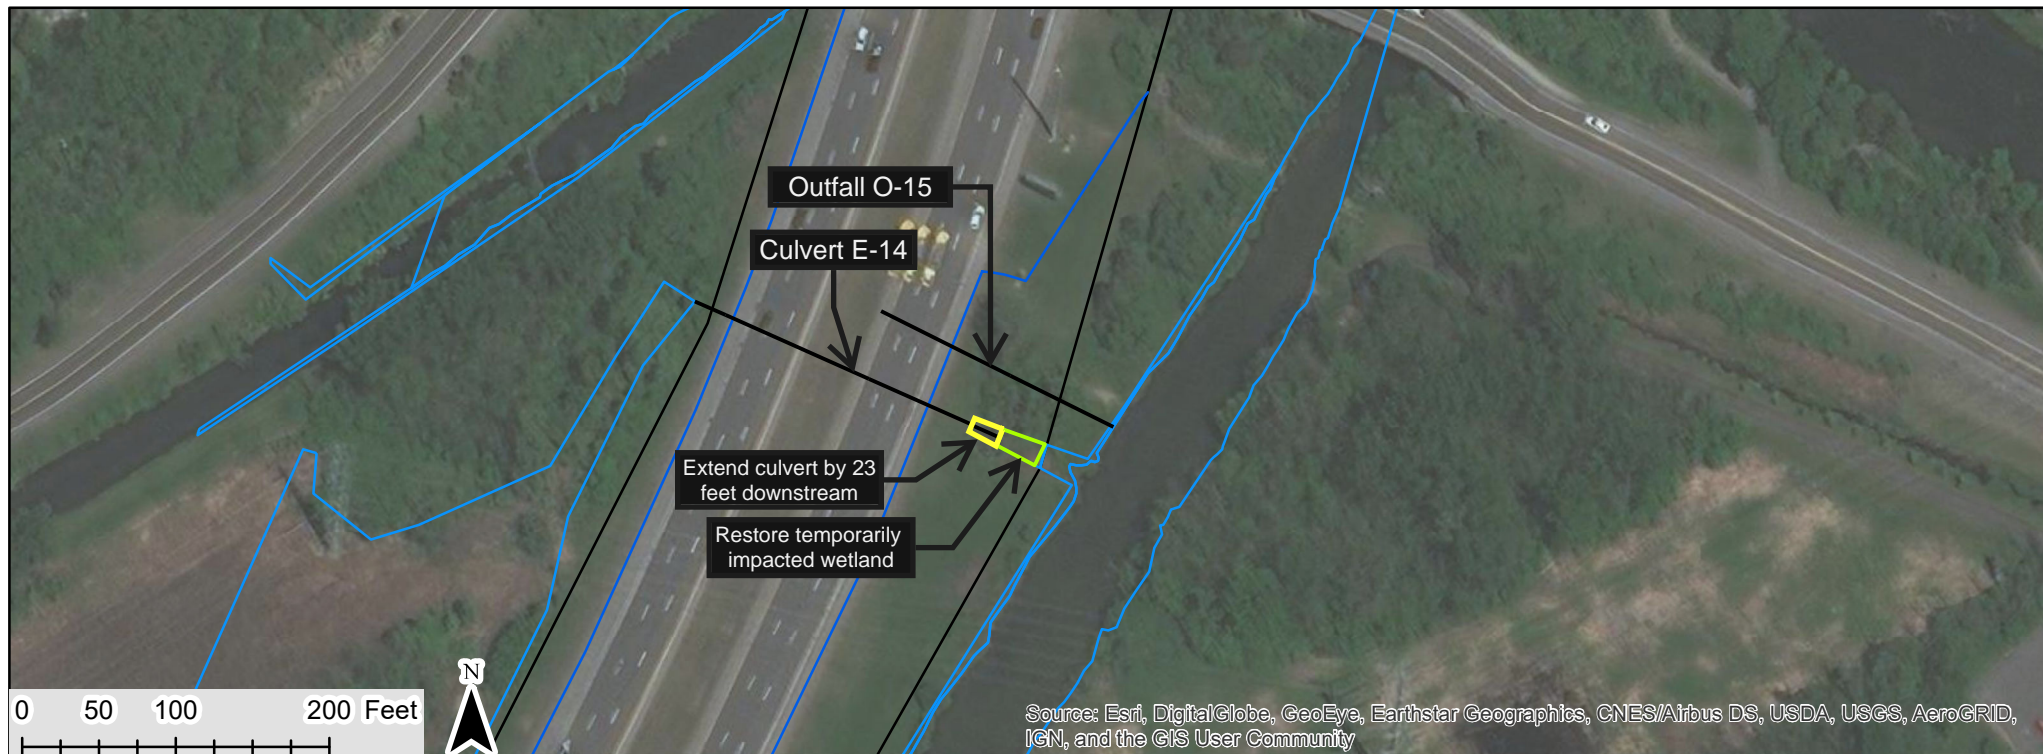 Outfall O-15
Culvert E-14
Extend culvert by 23
feet downstream
Restore temporarily
impacted wetland
N
0 50 100 200 Feet
Source: Esri, DigitalGlobe, GeoEye, Earthstar Geographics, CNES/Airbus DS, USDA, USGS, AeroGRID,
IGN, and the GIS User Community